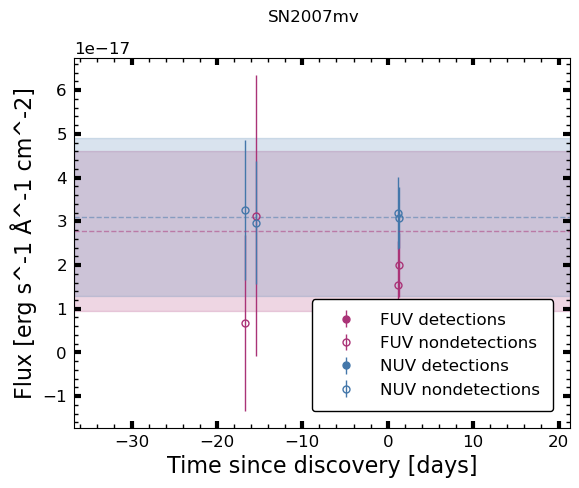 SN2007mv
1e−17
6
5
4
3
2
1
0
−1
Flux [erg s^-1 Å^-1 cm^-2]
FUV detections
FUV nondetections
NUV detections
NUV nondetections
−30 −20 −10 0 10 20
Time since discovery [days]